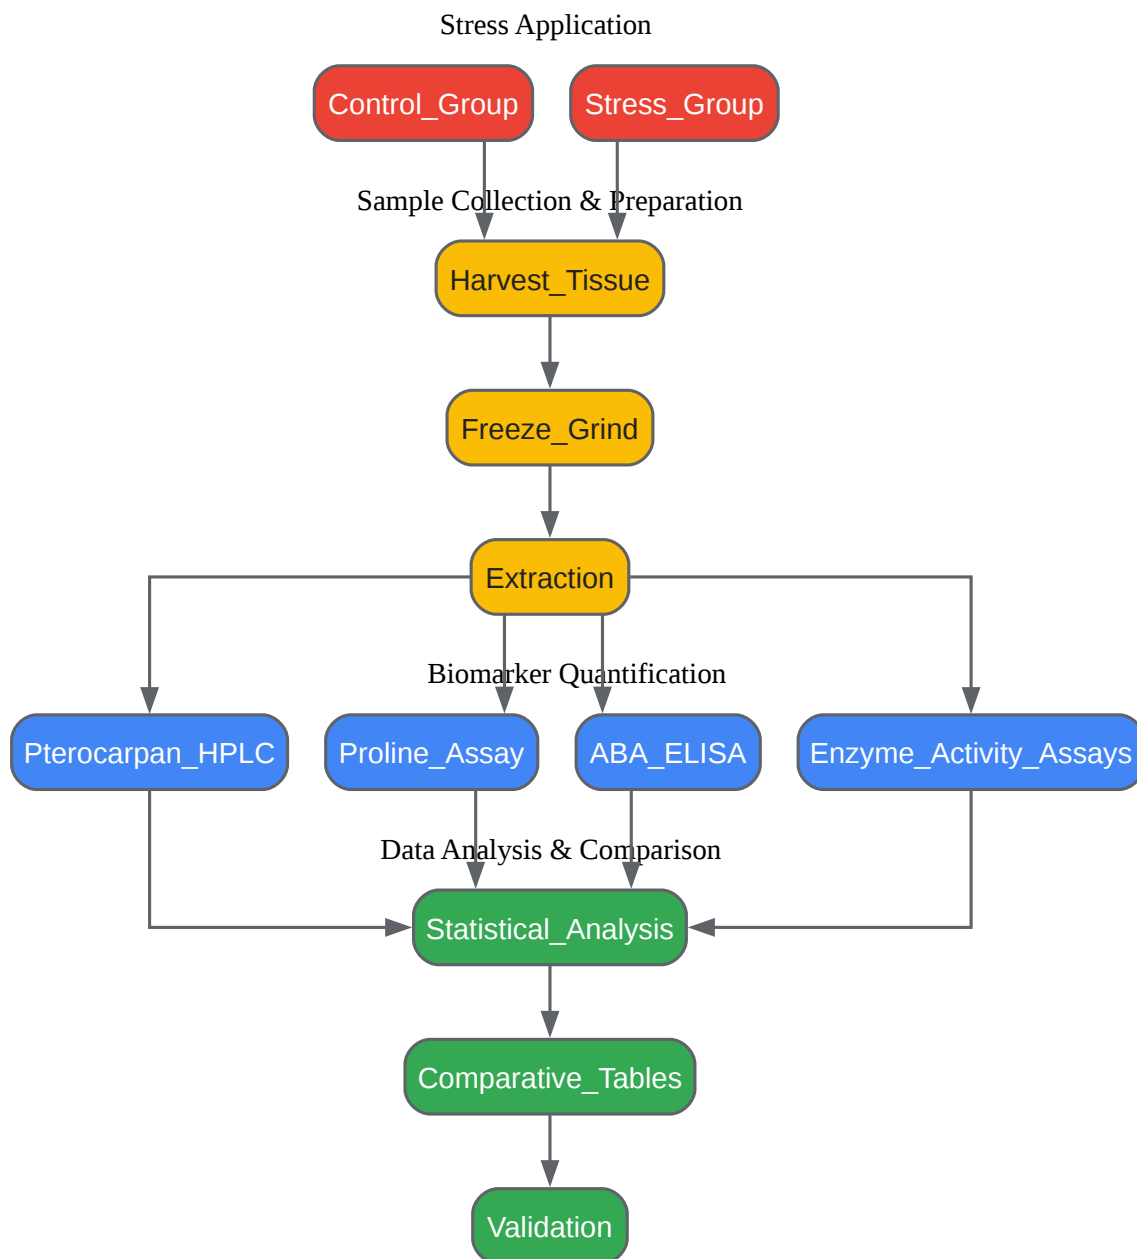 Stress Application
Control_Group
Stress_Group
Sample Collection & Preparation
Harvest_Tissue
Freeze_Grind
Extraction
Biomarker Quantification
Pterocarpan_HPLC
Proline_Assay
ABA_ELISA
Enzyme_Activity_Assays
Data Analysis & Comparison
Statistical_Analysis
Comparative_Tables
Validation